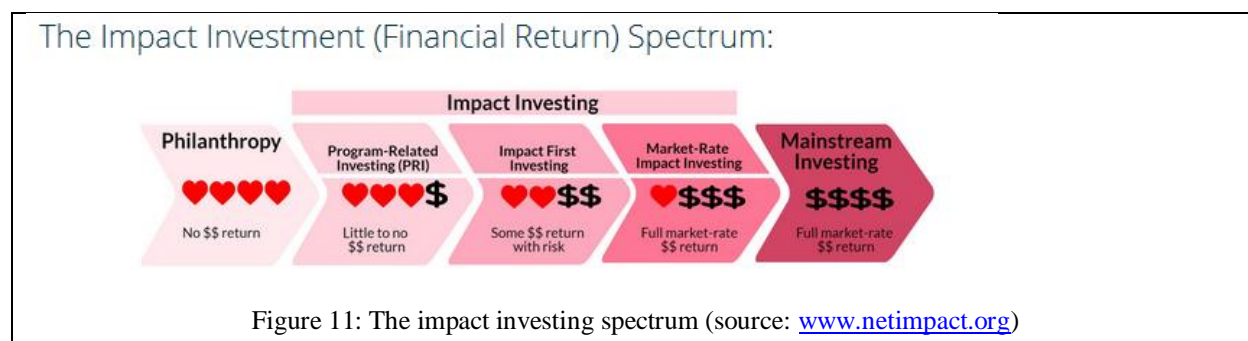 The Impact Investment (Financial Return) Spectrum:
Impact Investing
Philanthropy
No $$ return
Program-Related
Investing (PRI)
$
Little to no
$$ return
Impact First
Investing
$$
Some $$ return
with risk
Market-Rate
Impact Investing
$$$
Full market-rate
$$ return
Mainstream
Investing
$$$$
Full market-rate
$$ return
Figure 11: The impact investing spectrum (source: www.netimpact.org)